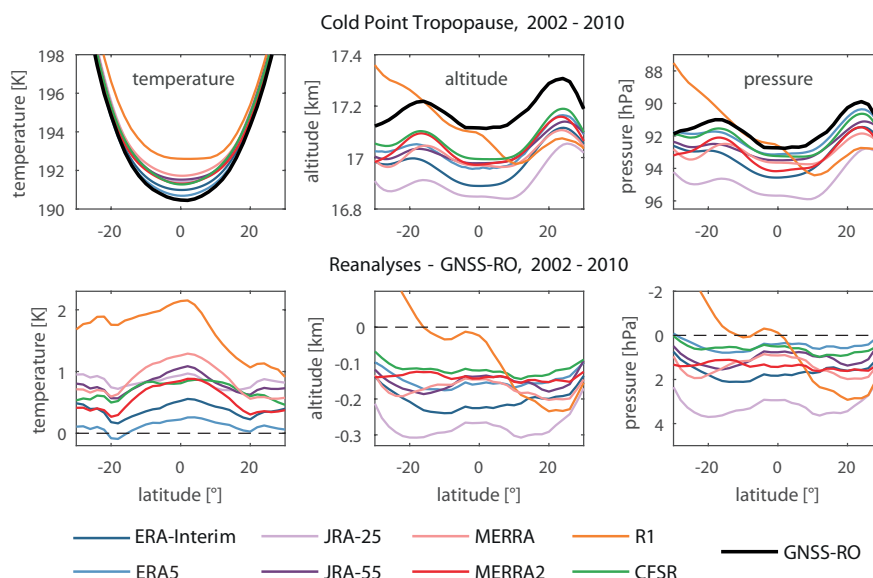 Cold Point Tropopause, 2002 - 2010
temperature [K]
198
196
194
192
190
temperature
-20
0
20
altitude [km]
17.4
17.2
17
16.8
altitude
-20
0
20
pressure [hPa]
88
90
92
94
96
pressure
-20
0
20
Reanalyses - GNSS-RO, 2002 - 2010
temperature [K]
2
1
0
-20
0
20
latitude [°]
altitude [km]
0
-0.1
-0.2
-0.3
-20
0
20
latitude [°]
pressure [hPa]
-2
0
2
4
-20
0
20
latitude [°]
ERA-Interim
JRA-25
MERRA
R1
GNSS-RO
ERA5
JRA-55
MERRA2
CFSR